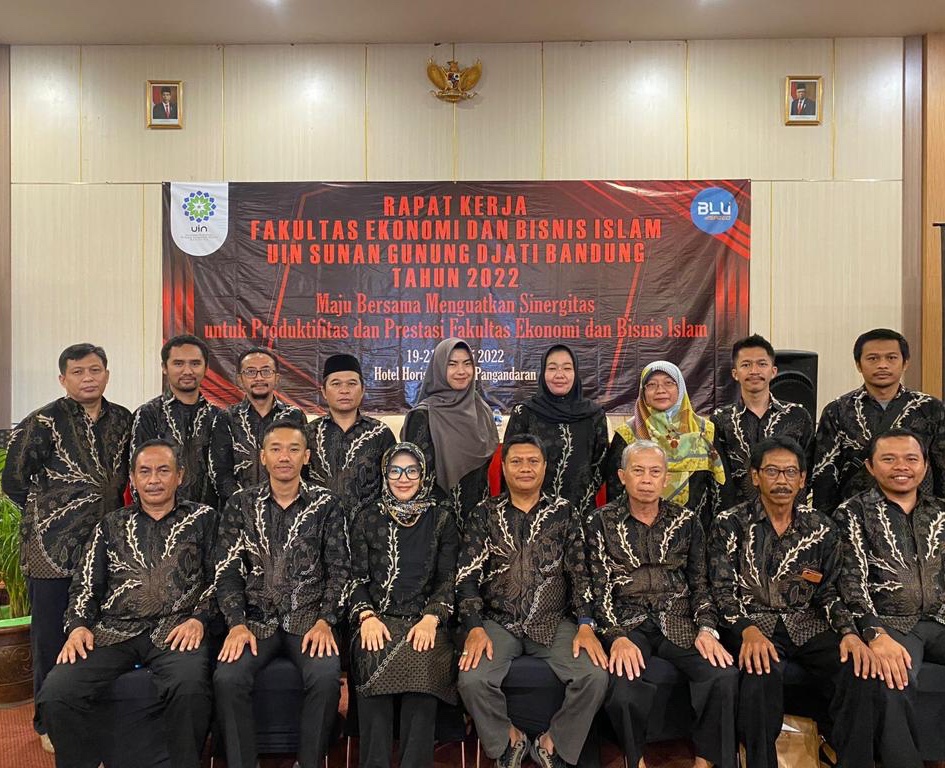 RAPAT KERJA
FAKULTAS EKONOMI DAN BISNIS ISLAM
UIN SUNAN GUNUNG DJATI BANDUNG
TAHUN 2022
Maju Bersama Menguatkan Sinergitas
untuk Produktifitas dan Prestasi Fakultas Ekonomi dan Bisnis Islam
2022
Hotel Pangandaran
uin
BLU